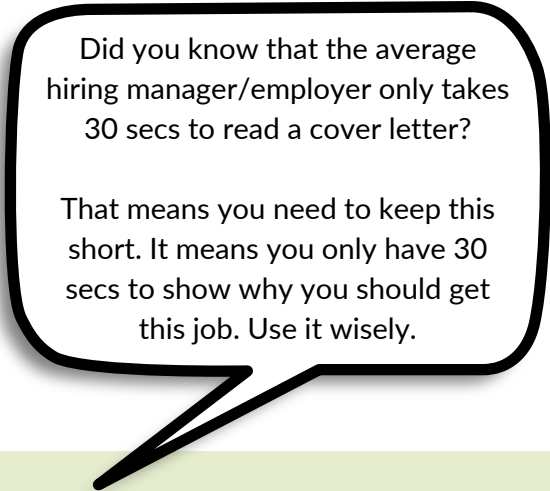 Did you know that the average
hiring manager/employer only takes
30 secs to read a cover letter?
That means you need to keep this
short. It means you only have 30
secs to show why you should get
this job. Use it wisely.